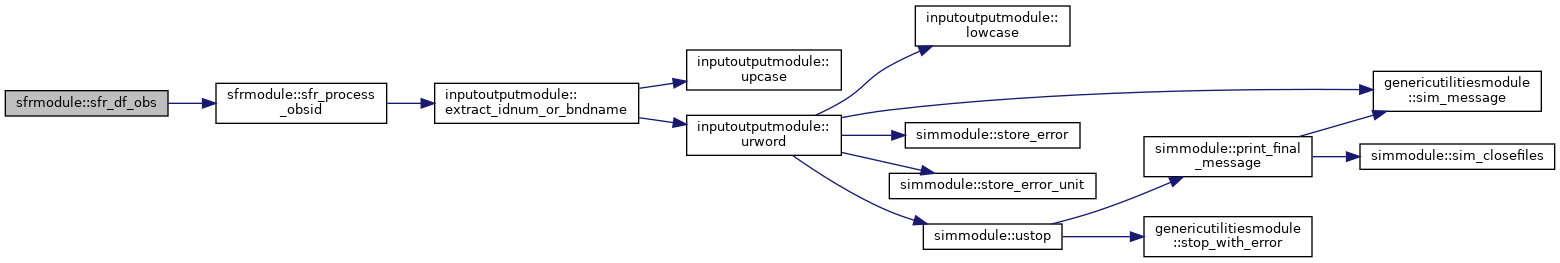 sfrmodule::sfr_df_obs
sfrmodule::sfr_process
_obsid
inputoutputmodule::
extract_idnum_or_bndname
inputoutputmodule::
upcase
inputoutputmodule::
urword
inputoutputmodule::
lowcase
genericutilitiesmodule
::sim_message
simmodule::store_error
simmodule::store_error_unit
simmodule::ustop
simmodule::print_final
_message
simmodule::sim_closefiles
genericutilitiesmodule
::stop_with_error